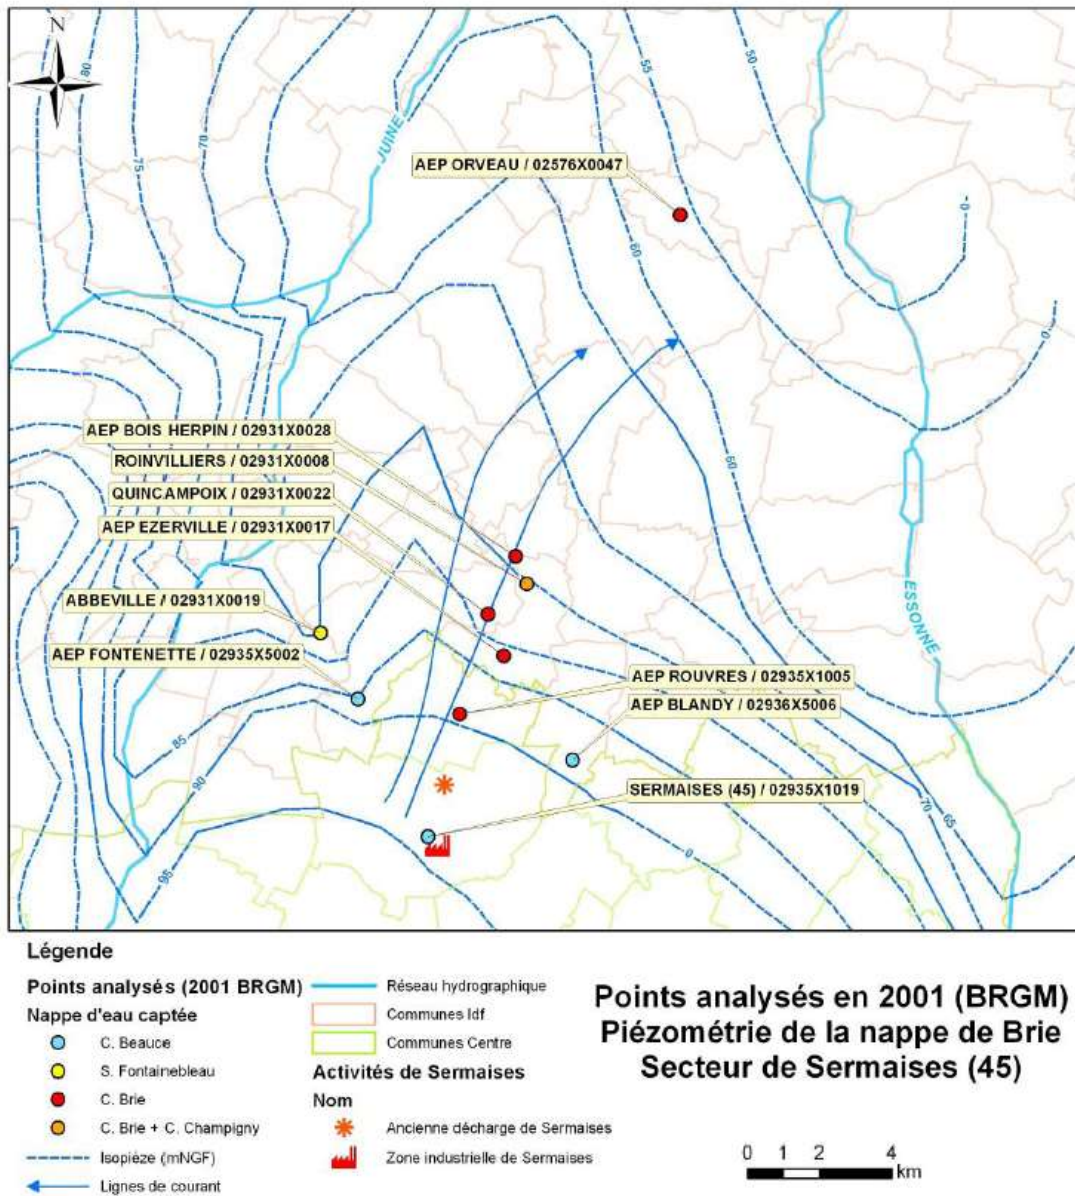 N
80
75
70
55
50
60
0
0
60
85
90
95
0
70
65
JUINE
ESSONNE
AEP ORVEAU / 02576X0047
AEP BOIS HERPIN / 02931X0028
ROINVILLIERS / 02931X0008
QUINCAMPOIX / 02931X0022
AEP EZERVILLE / 02931X0017
ABBEVILLE / 02931X0019
AEP FONTENETTE / 02935X5002
AEP ROUVRES / 02935X1005
AEP BLANDY / 02936X5006
SERMAISES (45) / 02935X1019
Légende
Points analysés (2001 BRGM)
Nappe d'eau captée
C. Beauce
S. Fontainebleau
C. Brie
C. Brie + C. Champigny
Isopièze (mNGF)
Lignes de courant
Réseau hydrographique
Communes Idf
Communes Centre
Activités de Sermaises
Nom
Ancienne décharge de Sermaises
Zone industrielle de Sermaises
Points analysés en 2001 (BRGM)
Piézométrie de la nappe de Brie
Secteur de Sermaises (45)
0 1 2 4
km